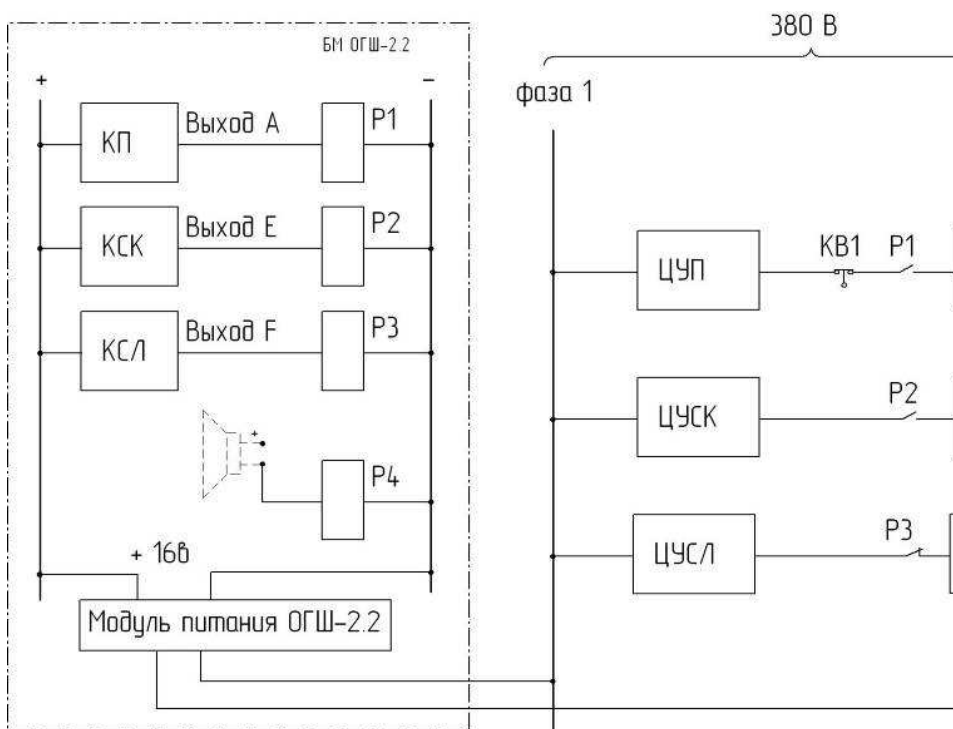 БМ ОГШ-2.2
380 В
+
−
фаза 1
КП
Выход А
Р1
КСК
Выход Е
Р2
ЦУП
КВ1
Р1
КСЛ
Выход F
Р3
ЦУСК
Р2
+
Р4
+ 16в
ЦУСЛ
Р3
Модуль питания ОГШ-2.2